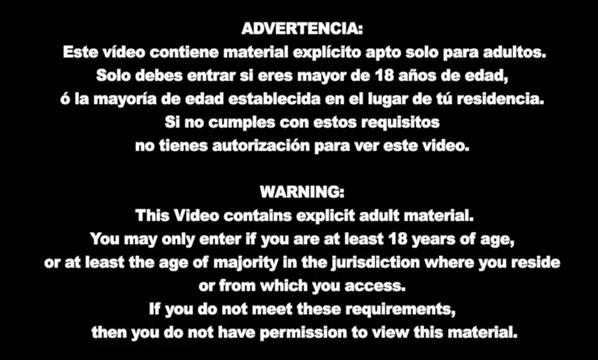 ADVERTENCIA:
Este vídeo contiene material explícito apto solo para adultos.
Solo debes entrar si eres mayor de 18 años de edad,
ó la mayoría de edad establecida en el lugar de tú residencia.
Si no cumples con estos requisitos
no tienes autorización para ver este video.
WARNING:
This Video contains explicit adult material.
You may only enter if you are at least 18 years of age,
or at least the age of majority in the jurisdiction where you reside
or from which you access.
If you do not meet these requirements,
then you do not have permission to view this material.